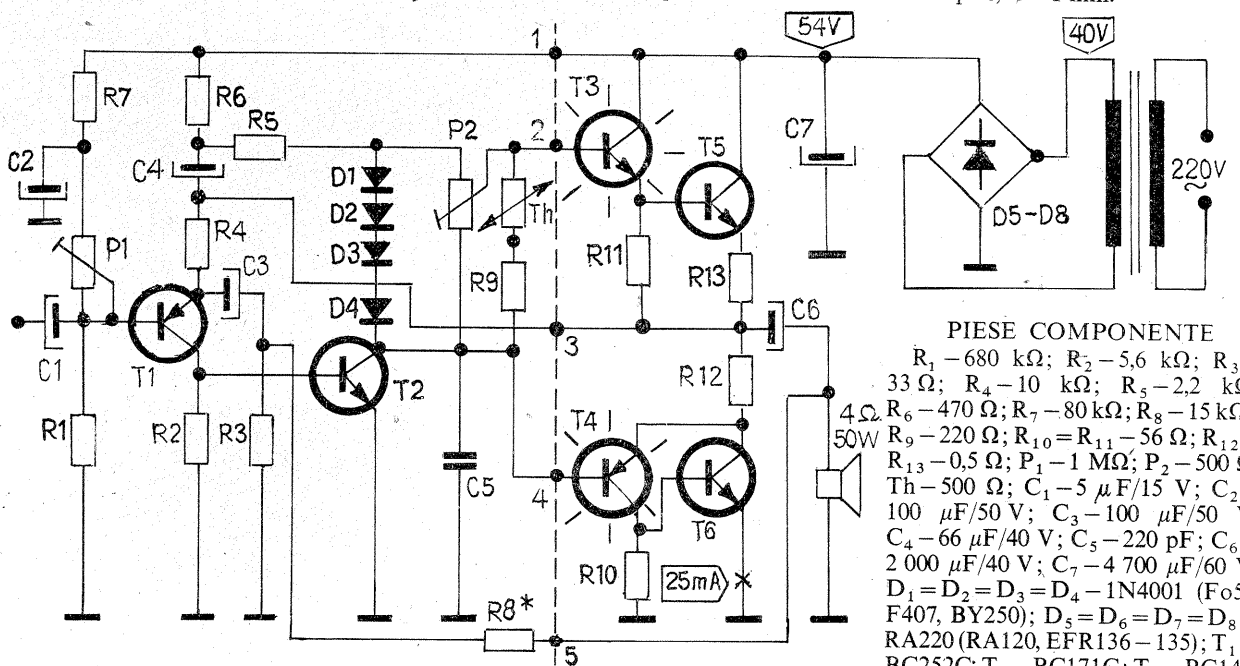 1
54V
40V
R7
R6
T3
R5
P2
2
C7
T5
C2
C4
220V
~
D1
D2
Th
D5~D8
P1
R4
D3
R11
C3
R9
R13
C6
D4
3
C1
T1
T2
R12
R1
R2
R3
T4
4Ω
50W
C5
4
T6
R10
25mA
R8*
5
PIESE COMPONENTE
R₁ – 680 kΩ; R₂ – 5,6 kΩ; R₃
33 Ω; R₄ – 10 kΩ; R₅ – 2,2
R₆ – 470 Ω; R₇ – 80 kΩ; R₈ – 15
R₉ – 220 Ω; R₁₀ = R₁₁ – 56 Ω; R₁₂
R₁₃ – 0,5 Ω; P₁ – 1 MΩ; P₂ – 500
Th – 500 Ω; C₁ – 5 μF/15 V; C₂
100 μF/50 V; C₃ – 100 μF/50
C₄ – 66 μF/40 V; C₅ – 220 pF; C₆
2 000 μF/40 V; C₇ – 4 700 μF/60 V
D₁ = D₂ = D₃ = D₄ – 1N4001
F407, BY250); D₅ = D₆ = D₇ = D₈
RA220 (RA120, EFR136–135); T₁